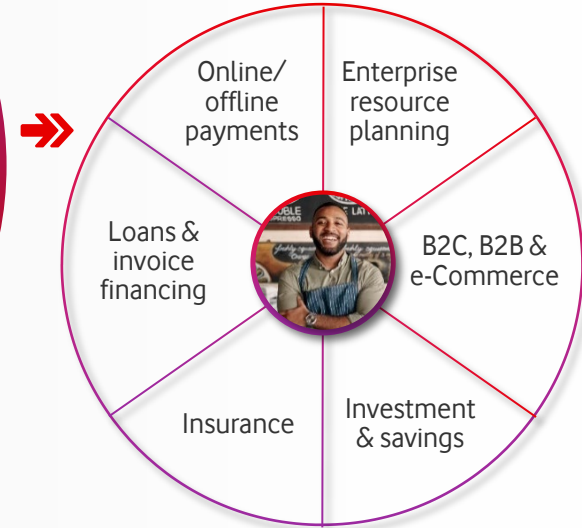 Online/
offline
payments
Enterprise
resource
planning
Loans &
invoice
financing
B2C, B2B &
e-Commerce
Insurance
Investment
& savings